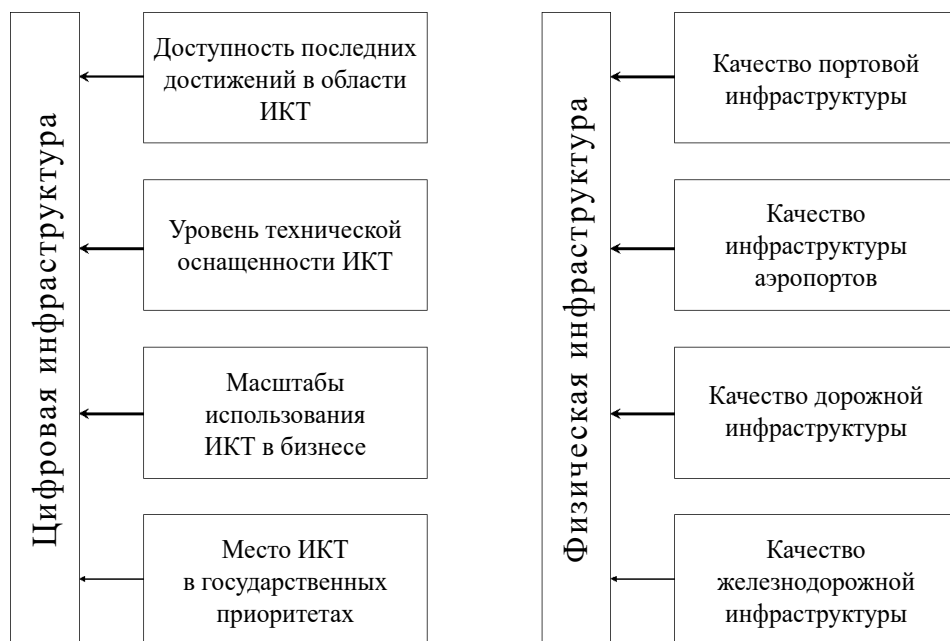 Цифровая инфраструктура
Доступность последних
достижений в области
ИКТ
Уровень технической
оснащенности ИКТ
Масштабы
использования
ИКТ в бизнесе
Место ИКТ
в государственных
приоритетах
Физическая инфраструктура
Качество портовой
инфраструктуры
Качество
инфраструктуры
аэропортов
Качество дорожной
инфраструктуры
Качество
железнодорожной
инфраструктуры